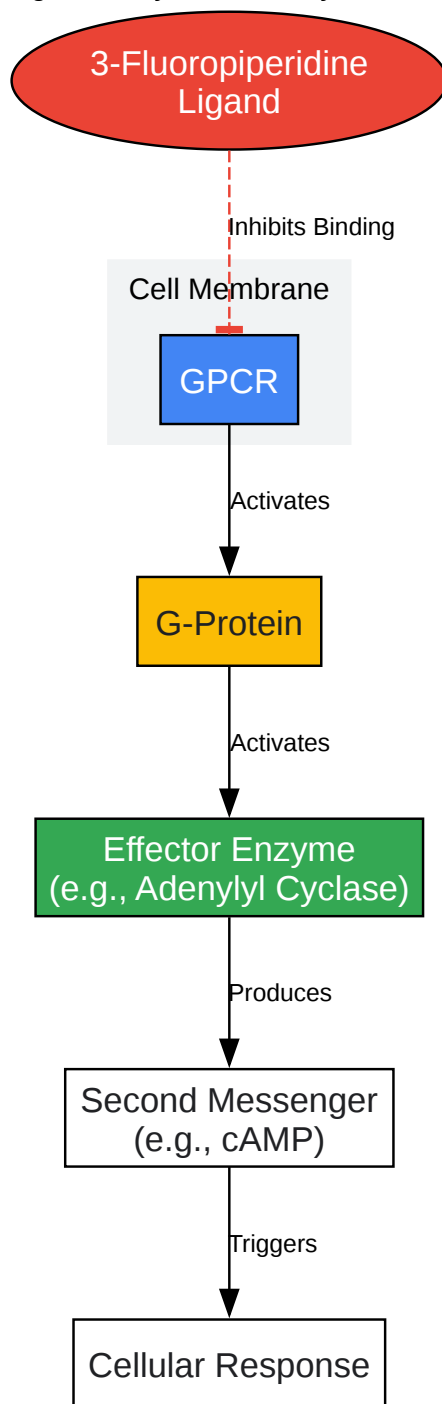 3-Fluoropiperidine
Ligand
Inhibits Binding
Cell Membrane
GPCR
Activates
G-Protein
Activates
Effector Enzyme
(e.g., Adenylyl Cyclase)
Produces
Second Messenger
(e.g., cAMP)
Triggers
Cellular Response